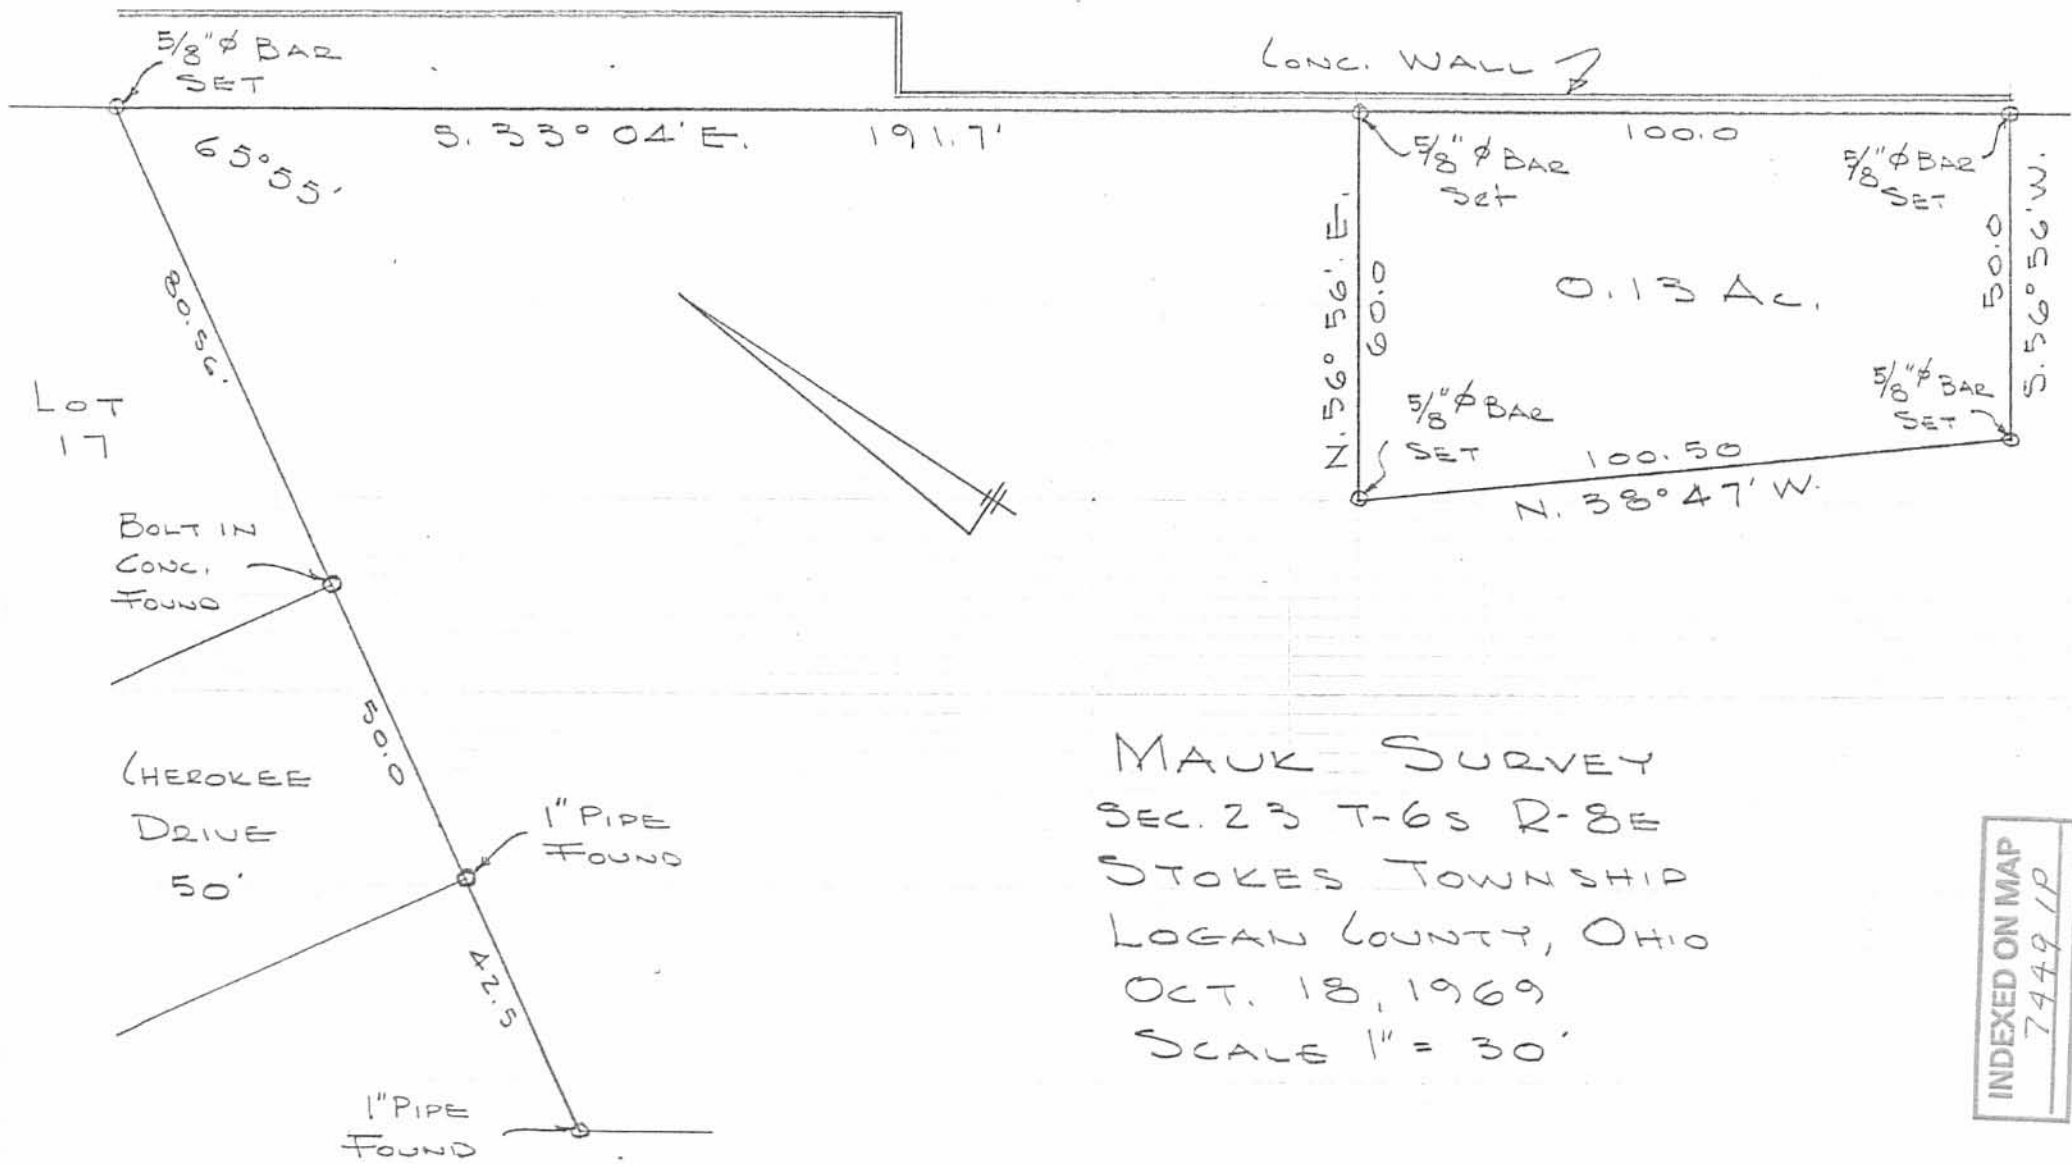 5/8"⌀ BAR
SET
CONC. WALL
S. 33° 04' E. 191.7'
100.0
65°55'
5/8"⌀ BAR
Set
5/8"⌀ BAR
SET
N. 56° 56'. E.
60.0
0.13 Ac.
50.0
S. 56° 56' W.
80.56'
LOT
17
5/8"⌀ BAR
SET
5/8"⌀ BAR
SET
100.50
N. 38° 47' W.
BOLT IN
CONC.
FOUND
50.0
CHEROKEE
DRIVE
50'
1" PIPE
FOUND
42.5
1" PIPE
FOUND
MAUK SURVEY
SEC. 23 T-6S R-8E
STOKES TOWNSHIP
LOGAN COUNTY, OHIO
OCT. 18, 1969
SCALE 1" = 30'
INDEXED ON MAP
7449 IP